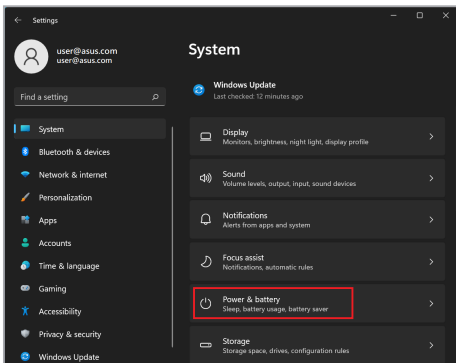 Settings
user@asus.com
user@asus.com
Find a setting
System
Bluetooth & devices
Network & internet
Personalization
Apps
Accounts
Time & language
Gaming
Accessibility
Privacy & security
Windows Update
System
Windows Update
Last checked: 12 minutes ago
Display
Monitors, brightness, night light, display profile
Sound
Volume levels, output, input, sound devices
Notifications
Alerts from apps and system
Focus assist
Notifications, automatic rules
Power & battery
Sleep, battery usage, battery saver
Storage
Storage space, drives, configuration rules